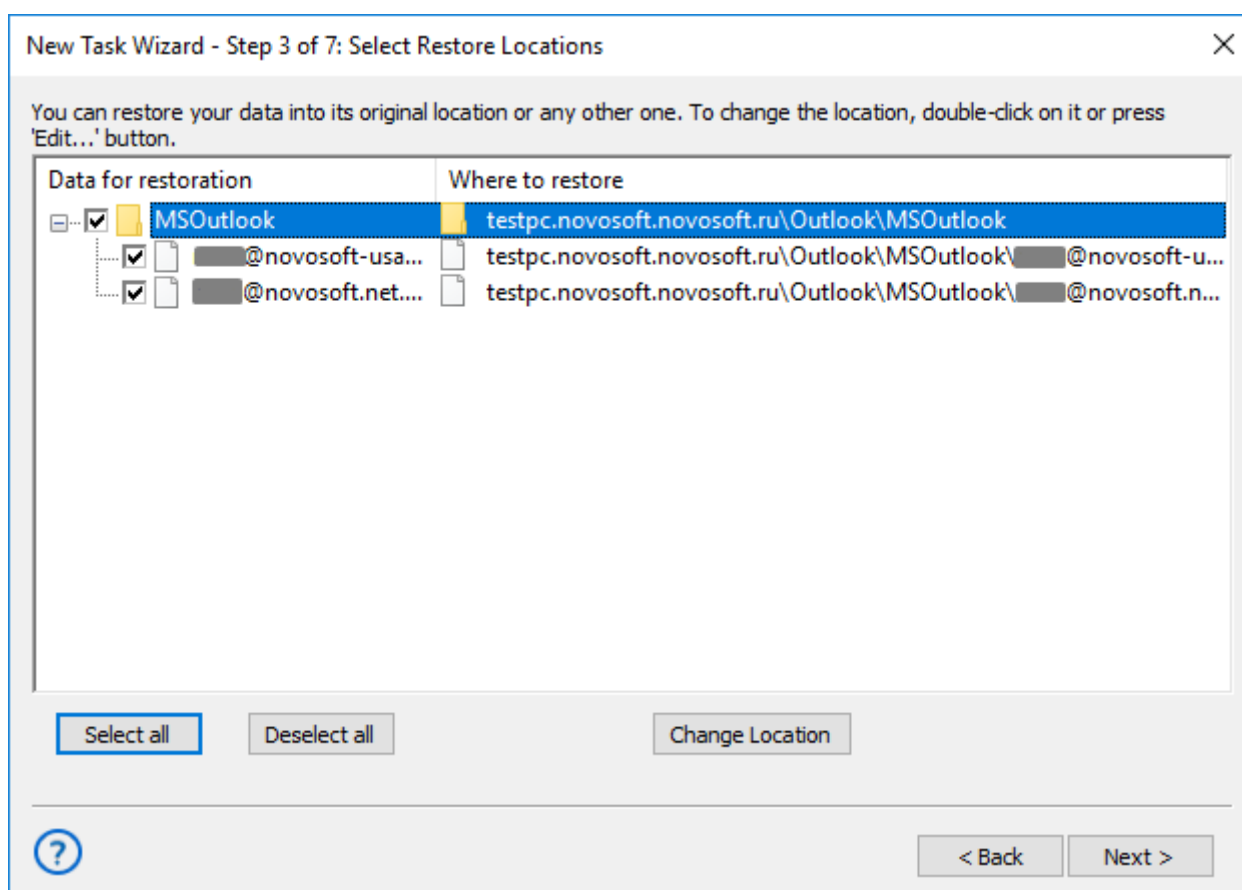 New Task Wizard - Step 3 of 7: Select Restore Locations
You can restore your data into its original location or any other one. To change the location, double-click on it or press
'Edit...' button.
Data for restoration Where to restore
MSOutlook testpc.novosoft.novosoft.ru\Outlook\MSOutlook
@novosoft-usa... testpc.novosoft.novosoft.ru\Outlook\MSOutlook\ @novosoft-u...
@novosoft.net.... testpc.novosoft.novosoft.ru\Outlook\MSOutlook\ @novosoft.n...
Select all Deselect all Change Location
? < Back Next >